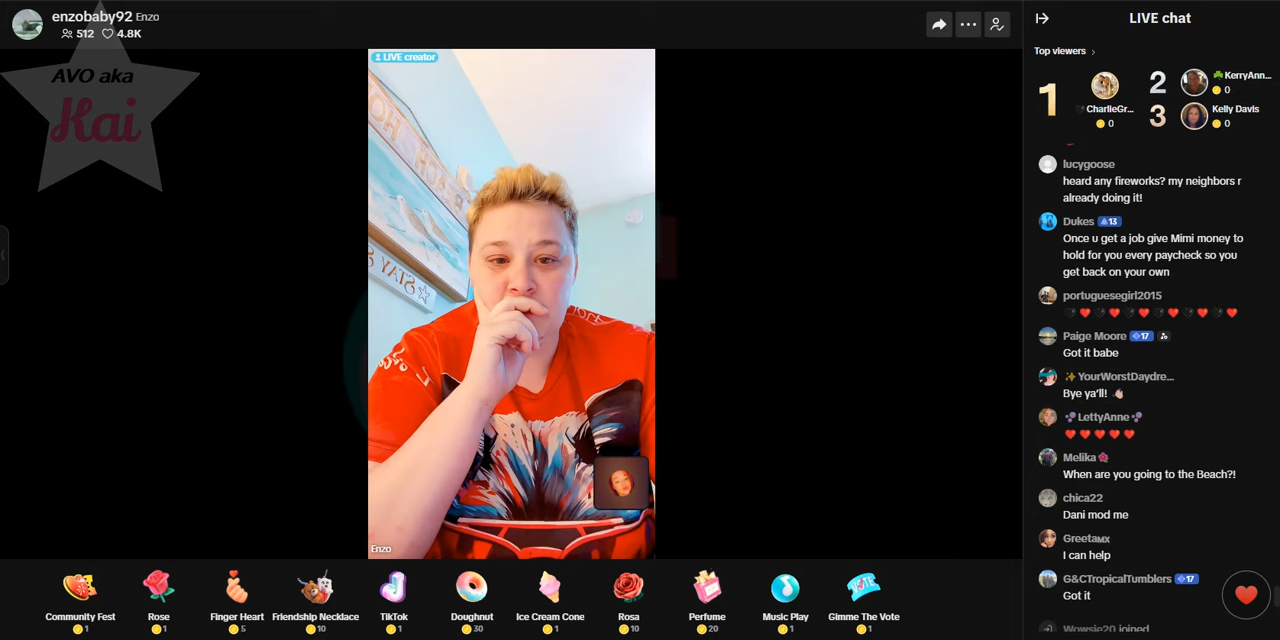 enzobaby92 Enzo
512 4.8K
AVO aka
Kai
LIVE creator
STAY
Enzo
Community Fest
1
Rose
1
Finger Heart
5
Friendship Necklace
10
TikTok
1
Doughnut
30
Ice Cream Cone
1
Rosa
10
Perfume
20
Music Play
1
VOTE
Gimme The Vote
1
LIVE chat
Top viewers
1
CharlieGr...
0
2
KerryAnn...
0
3
Kelly Davis
0
lucygoose
heard any fireworks? my neighbors r
already doing it!
Dukes 13
Once u get a job give Mimi money to
hold for you every paycheck so you
get back on your own
portuguesegirl2015
Paige Moore 17
Got it babe
YourWorstDaydre...
Bye ya'll!
LettyAnne
Melika
When are you going to the Beach?!
chica22
Dani mod me
Greetamx
I can help
G&CTropicalTumblers 17
Got it
Wowsie20 joined